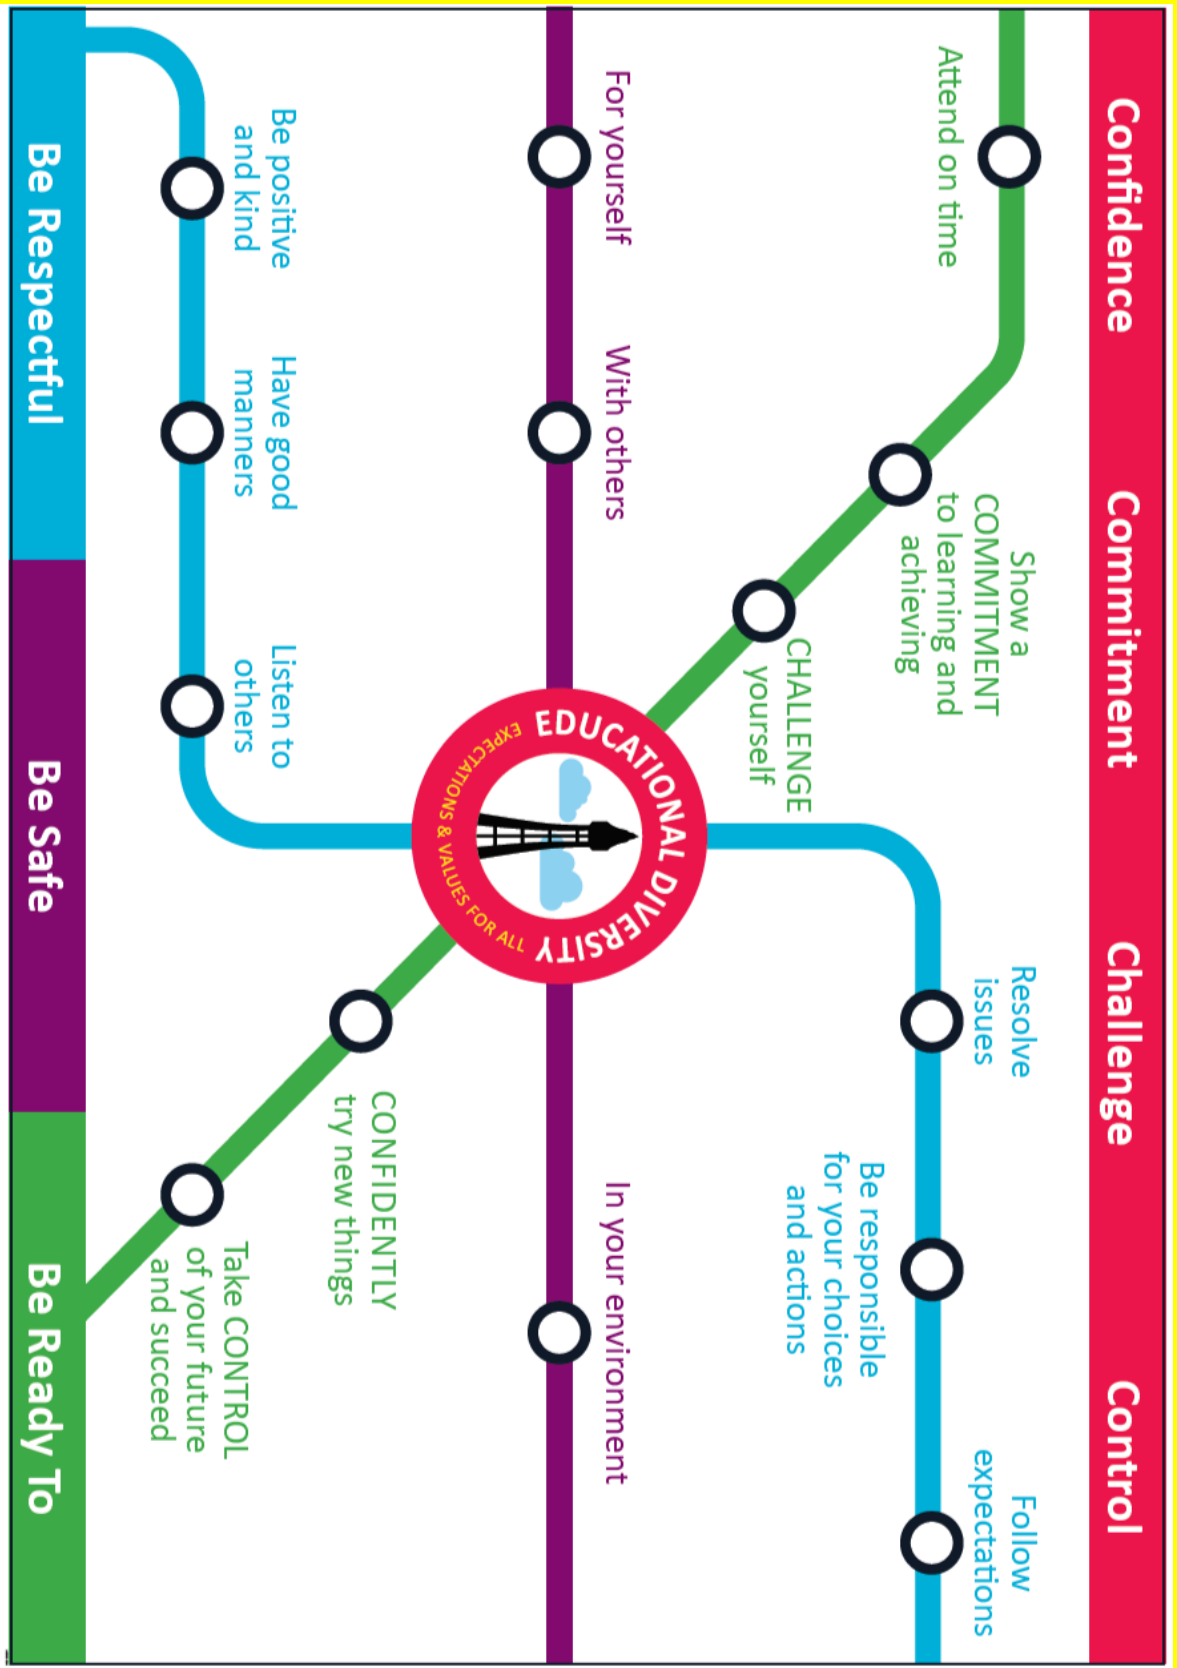 Confidence Commitment Challenge Control
Attend on time
Show a
COMMITMENT
to learning and
achieving
CHALLENGE
yourself
Resolve
issues
Be responsible
for your choices
and actions
Follow
expectations
For yourself
With others
EDUCATIONAL DIVERSITY
EXPECTATIONS & VALUES FOR ALL
In your environment
Be positive
and kind
Have good
manners
Listen to
others
CONFIDENTLY
try new things
Take CONTROL
of your future
and succeed
Be Respectful Be Safe Be Ready To